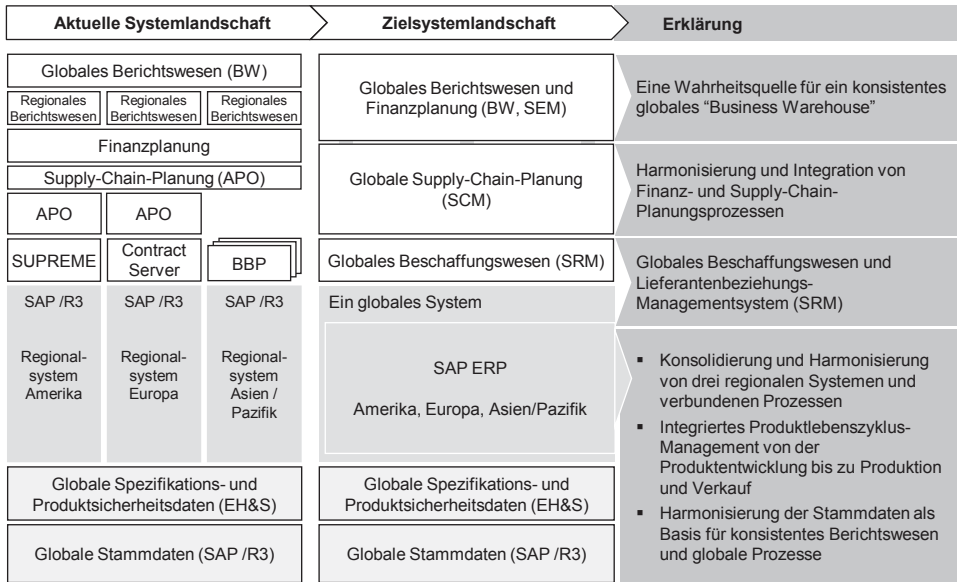 Aktuelle Systemlandschaft
Zielsystemlandschaft
Erklärung
Globales Berichtswesen (BW)
Regionales
Berichtswesen
Regionales
Berichtswesen
Regionales
Berichtswesen
Finanzplanung
Supply-Chain-Planung (APO)
APO
APO
SUPREME
Contract
Server
BBP
SAP /R3
Regional-
system
Amerika
SAP /R3
Regional-
system
Europa
SAP /R3
Regional-
system
Asien /
Pazifik
Globale Spezifikations- und
Produktsicherheitsdaten (EH&S)
Globale Stammdaten (SAP /R3)
Globales Berichtswesen und
Finanzplanung (BW, SEM)
Globale Supply-Chain-Planung
(SCM)
Globales Beschaffungswesen (SRM)
Ein globales System
SAP ERP
Amerika, Europa, Asien/Pazifik
Globale Spezifikations- und
Produktsicherheitsdaten (EH&S)
Globale Stammdaten (SAP /R3)
Eine Wahrheitsquelle für ein konsistentes
globales “Business Warehouse”
Harmonisierung und Integration von
Finanz- und Supply-Chain-
Planungsprozessen
Globales Beschaffungswesen und
Lieferantenbeziehungs-
Managementsystem (SRM)
▪ Konsolidierung und Harmonisierung
von drei regionalen Systemen und
verbundenen Prozessen
▪ Integriertes Produktlebenszyklus-
Management von der
Produktentwicklung bis zu Produktion
und Verkauf
▪ Harmonisierung der Stammdaten als
Basis für konsistentes Berichtswesen
und globale Prozesse